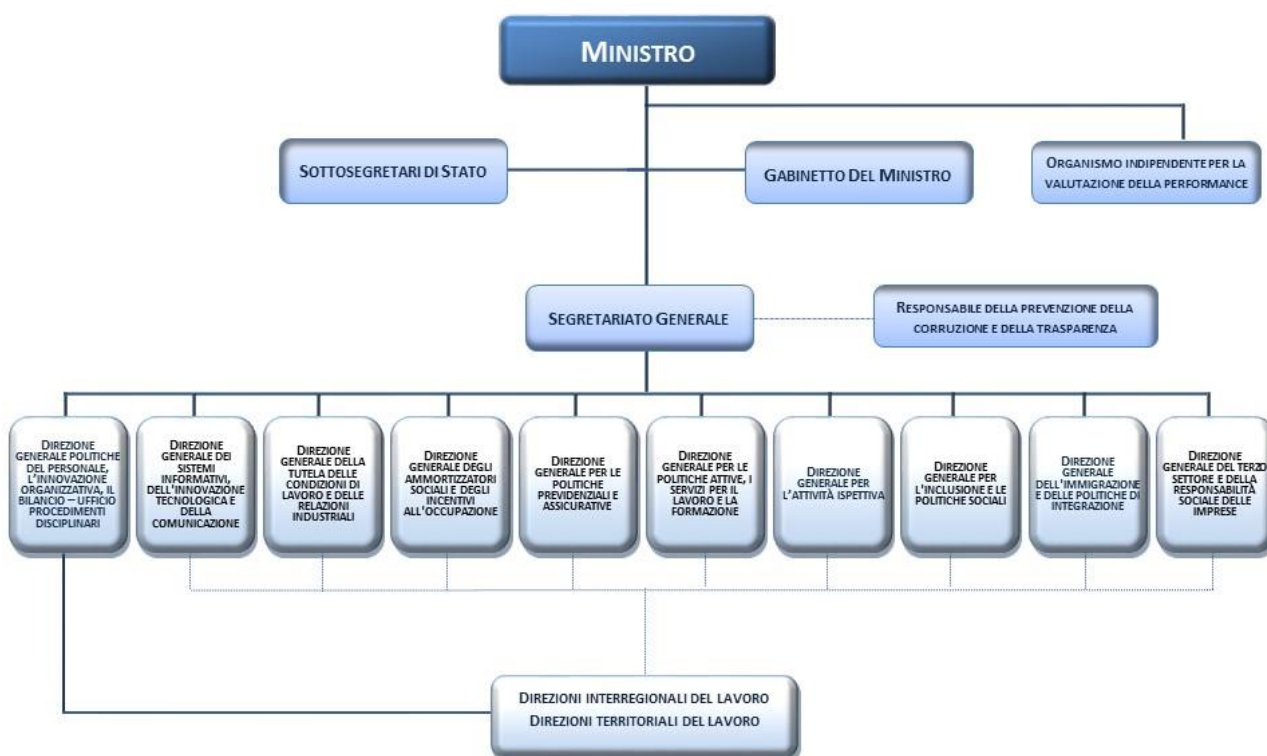 MINISTRO
SOTTOSEGRETARI DI STATO
GABINETTO DEL MINISTRO
ORGANISMO INDIPENDENTE PER LA
VALUTAZIONE DELLA PERFORMANCE
SEGRETARIATO GENERALE
RESPONSABILE DELLA PREVENZIONE DELLA
CORRUZIONE E DELLA TRASPARENZA
DIREZIONE
GENERALE POLITICHE
DEL PERSONALE,
L'INNOVAZIONE
ORGANIZZATIVA, IL
BILANCIO – UFFICIO
PROCEDIMENTI
DISCIPLINARI
DIREZIONE
GENERALE DEI
SISTEMI
INFORMATIVI,
DELL'INNOVAZIONE
TECNOLOGICA E
DELLA
COMUNICAZIONE
DIREZIONE
GENERALE DELLA
TUTELA DELLE
CONDIZIONI DI
LAVORO E DELLE
RELAZIONI
INDUSTRIALI
DIREZIONE
GENERALE DEGLI
AMMORTIZZATORI
SOCIALI E DEGLI
INCENTIVI
ALL'OCCUPAZIONE
DIREZIONE
GENERALE PER LE
POLITICHE
PREVIDENZIALI E
ASSICURATIVE
DIREZIONE
GENERALE PER LE
POLITICHE ATTIVE, I
SERVIZI PER IL
LAVORO E LA
FORMAZIONE
DIREZIONE
GENERALE PER
L'ATTIVITÀ ISPETTIVA
DIREZIONE
GENERALE PER
L'INCLUSIONE E LE
POLITICHE SOCIALI
DIREZIONE
GENERALE
DELL'IMMIGRAZIONE
E DELLE POLITICHE DI
INTEGRAZIONE
DIREZIONE
GENERALE DEL TERZO
SETTORE E DELLA
RESPONSABILITÀ
SOCIALE DELLE
IMPRESE
DIREZIONI INTERREGIONALI DEL LAVORO
DIREZIONI TERRITORIALI DEL LAVORO